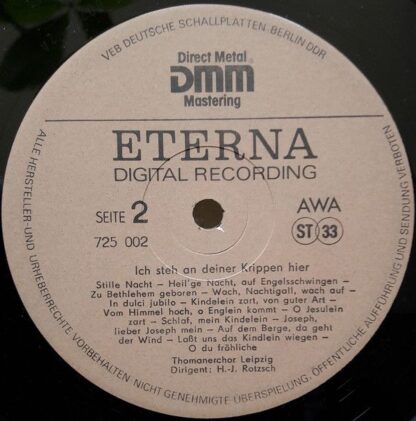 VEB DEUTSCHE SCHALLPLATTEN BERLIN DDR
Direct Metal
DMM
Mastering
ETERNA
DIGITAL RECORDING
SEITE 2
AWA
725 002
ST 33
Ich steh an deiner Krippen hier
Stille Nacht – Heil'ge Nacht, auf Engelsschwingen –
Zu Bethlehem geboren – Wach, Nachtigall, wach auf –
In dulci jubilo – Kindelein zart, von guter Art –
Vom Himmel hoch, o Englein kommt – O Jesulein
zart – Schlaf, mein Kindelein – Joseph,
lieber Joseph mein – Auf dem Berge, da geht
der Wind – Laßt uns das Kindlein wiegen –
O du fröhliche
Thomanerchor Leipzig
Dirigent: H.-J. Rotzsch
ALLE HERSTELLER- UND URHEBERRECHTE VORBEHALTEN NICHT GENEHMIGTE ÜBERSPIELUNG, ÖFFENTLICHE AUFFÜHRUNG UND SENDUNG VERBOTEN